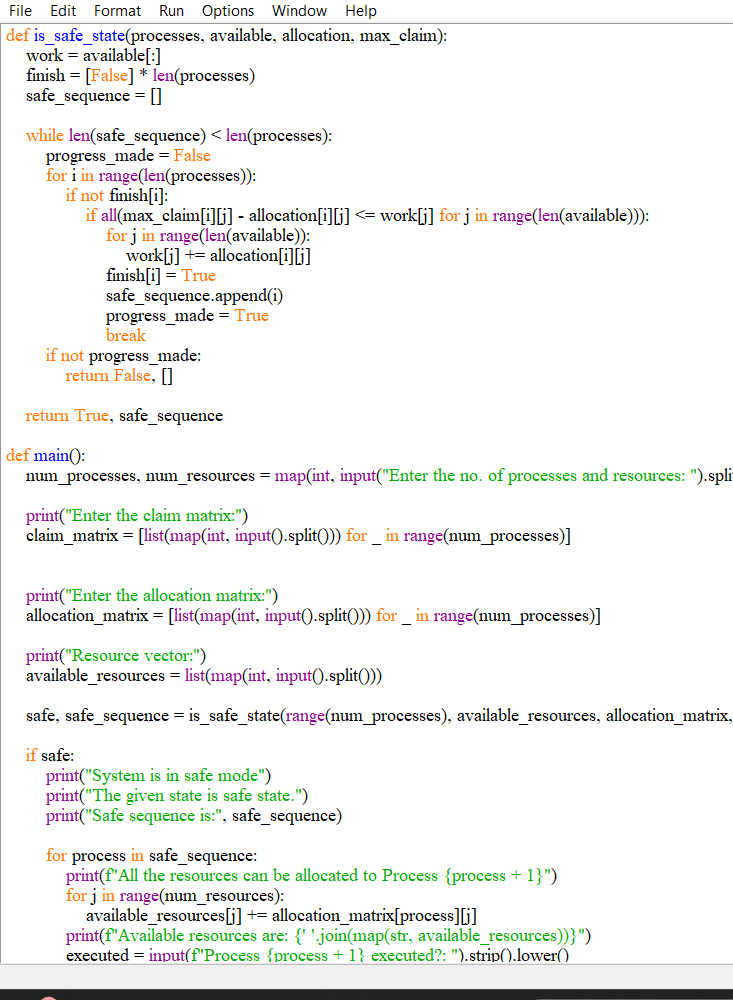 File Edit Format Run Options Window Help
def is_safe_state(processes, available, allocation, max_claim):
    work = available[:]
    finish = [False] * len(processes)
    safe_sequence = []
    while len(safe_sequence) < len(processes):
        progress_made = False
        for i in range(len(processes)):
            if not finish[i]:
                if all(max_claim[i][j] - allocation[i][j] <= work[j] for j in range(len(available))):
                    for j in range(len(available)):
                        work[j] += allocation[i][j]
                    finish[i] = True
                    safe_sequence.append(i)
                    progress_made = True
                    break
        if not progress_made:
            return False, []
    return True, safe_sequence
def main():
    num_processes, num_resources = map(int, input("Enter the no. of processes and resources: ").spli
    print("Enter the claim matrix:")
    claim_matrix = [list(map(int, input().split())) for _ in range(num_processes)]
    print("Enter the allocation matrix:")
    allocation_matrix = [list(map(int, input().split())) for _ in range(num_processes)]
    print("Resource vector:")
    available_resources = list(map(int, input().split()))
    safe, safe_sequence = is_safe_state(range(num_processes), available_resources, allocation_matrix,
    if safe:
        print("System is in safe mode")
        print("The given state is safe state.")
        print("Safe sequence is:", safe_sequence)
        for process in safe_sequence:
            print(f"All the resources can be allocated to Process {process + 1}")
            for j in range(num_resources):
                available_resources[j] += allocation_matrix[process][j]
            print(f"Available resources are: {' '.join(map(str, available_resources))}")
            executed = input(f"Process {process + 1} executed?: ").strip().lower()